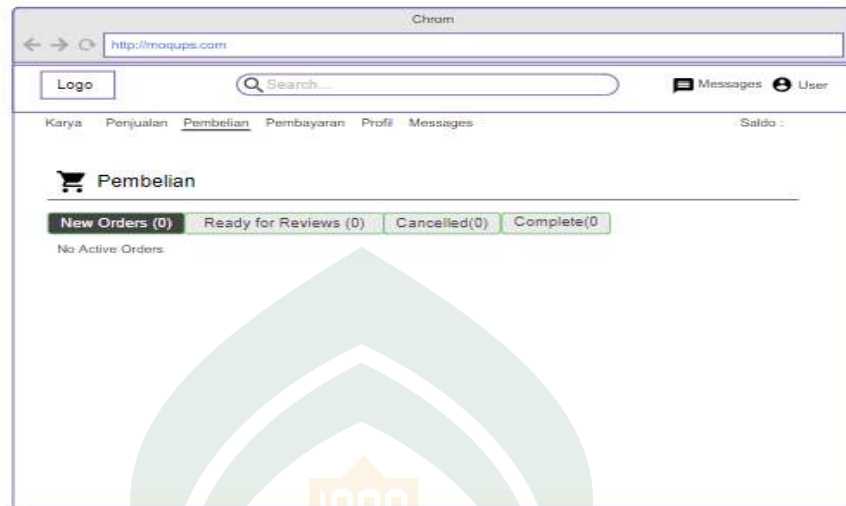 Chrom
http://moqups.com
Logo Search... Messages User
Karya Penjualan Pembelian Pembayaran Profil Messages Saldo :
Pembelian
New Orders (0) Ready for Reviews (0) Cancelled(0) Complete(0
No Active Orders